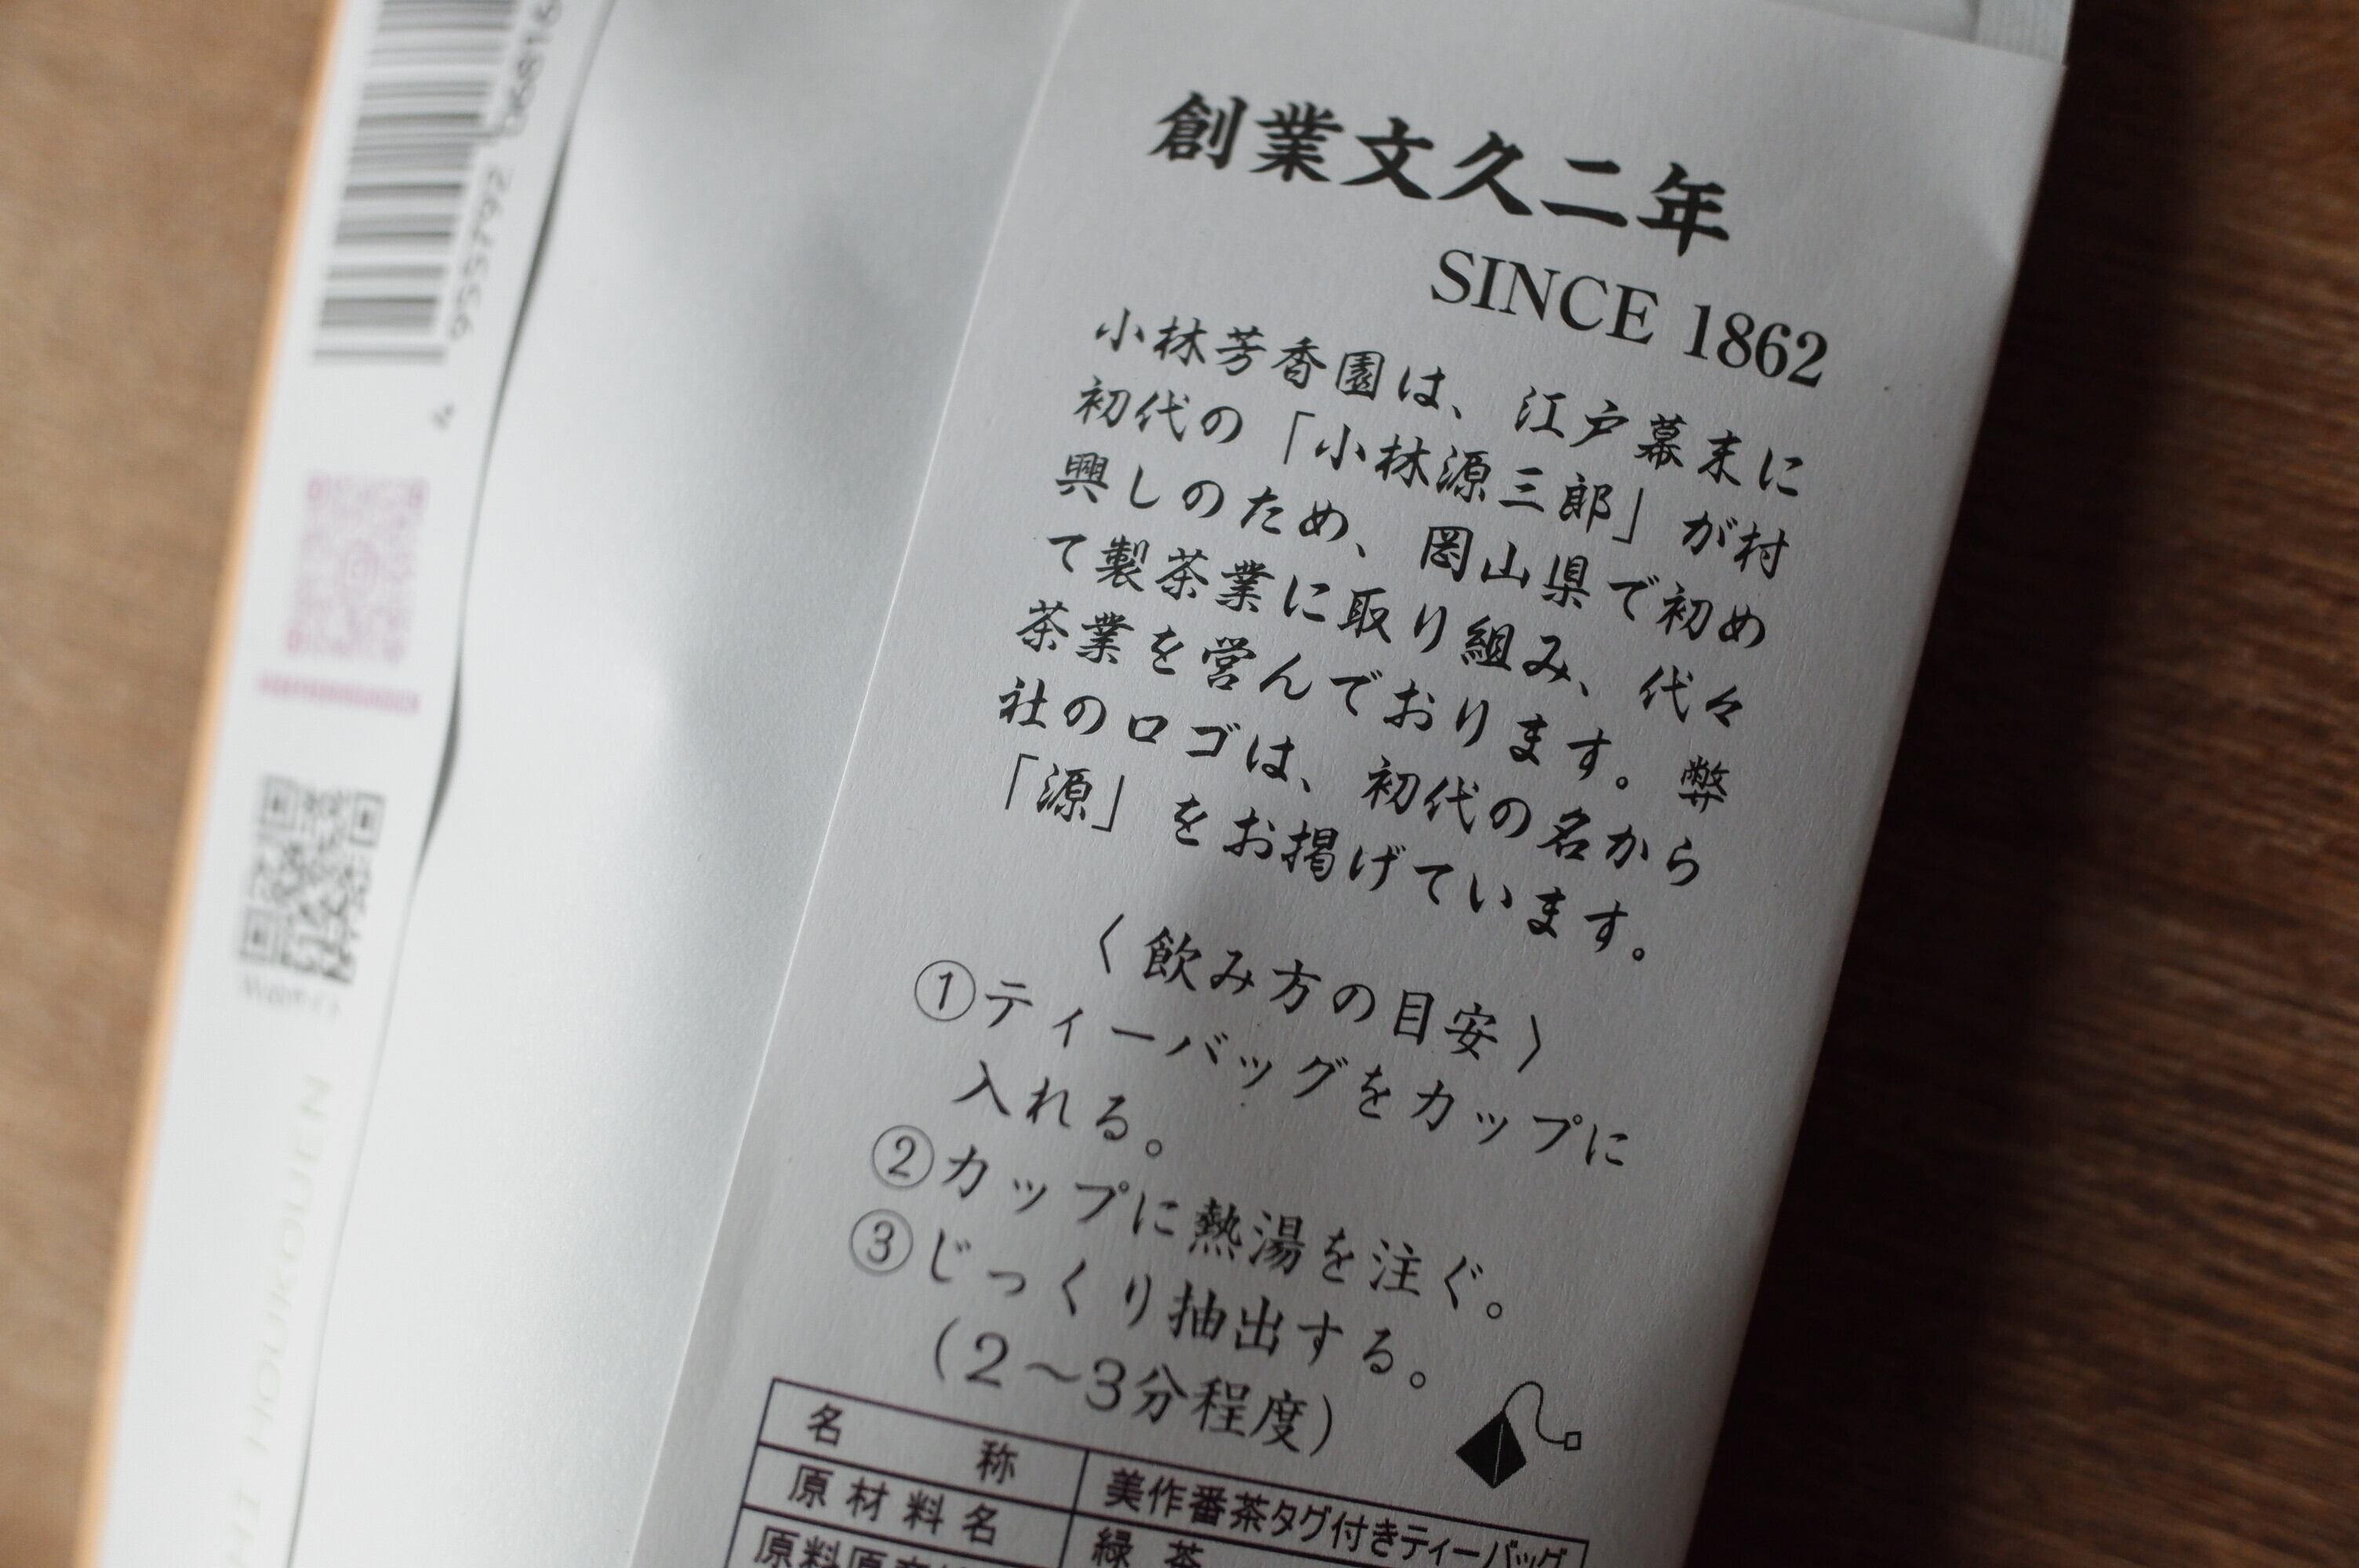 創業文久二年
SINCE 1862
小林芳香園は、江戸幕末に
初代の「小林源三郎」が村
興しのため、岡山県で初め
て製茶業に取り組み、代々
茶業を営んでおります。弊
社のロゴは、初代の名から
「源」をお掲げています。
〈飲み方の目安〉
①ティーバッグをカップに
入れる。
②カップに熱湯を注ぐ。
③じっくり抽出する。
(2〜3分程度)
名称 美作番茶タグ付きティーバッグ
原材料名 緑茶
4 955792
HOUKOUEN